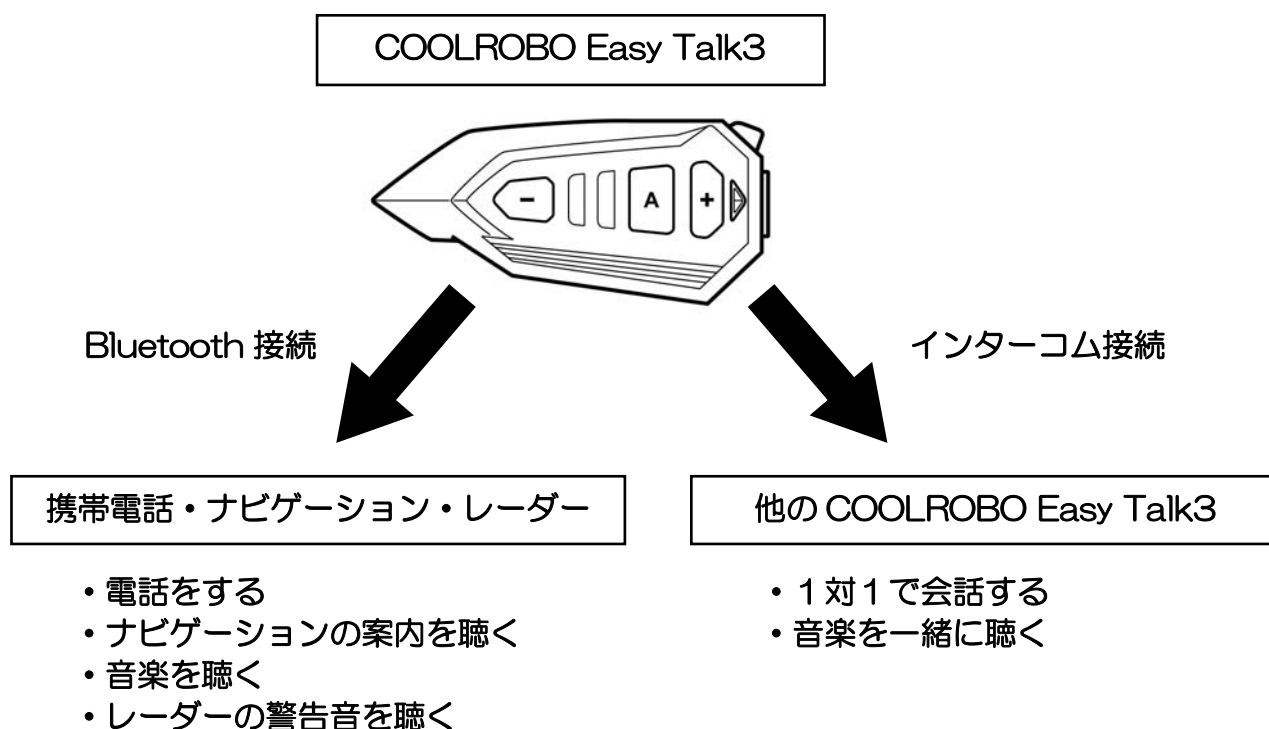 COOLROBO Easy Talk3
-
A
+
Bluetooth 接続
インターコム接続
携帯電話・ナビゲーション・レーダー
・電話をする
・ナビゲーションの案内を聴く
・音楽を聴く
・レーダーの警告音を聴く
他の COOLROBO Easy Talk3
・１対１で会話する
・音楽を一緒に聴く